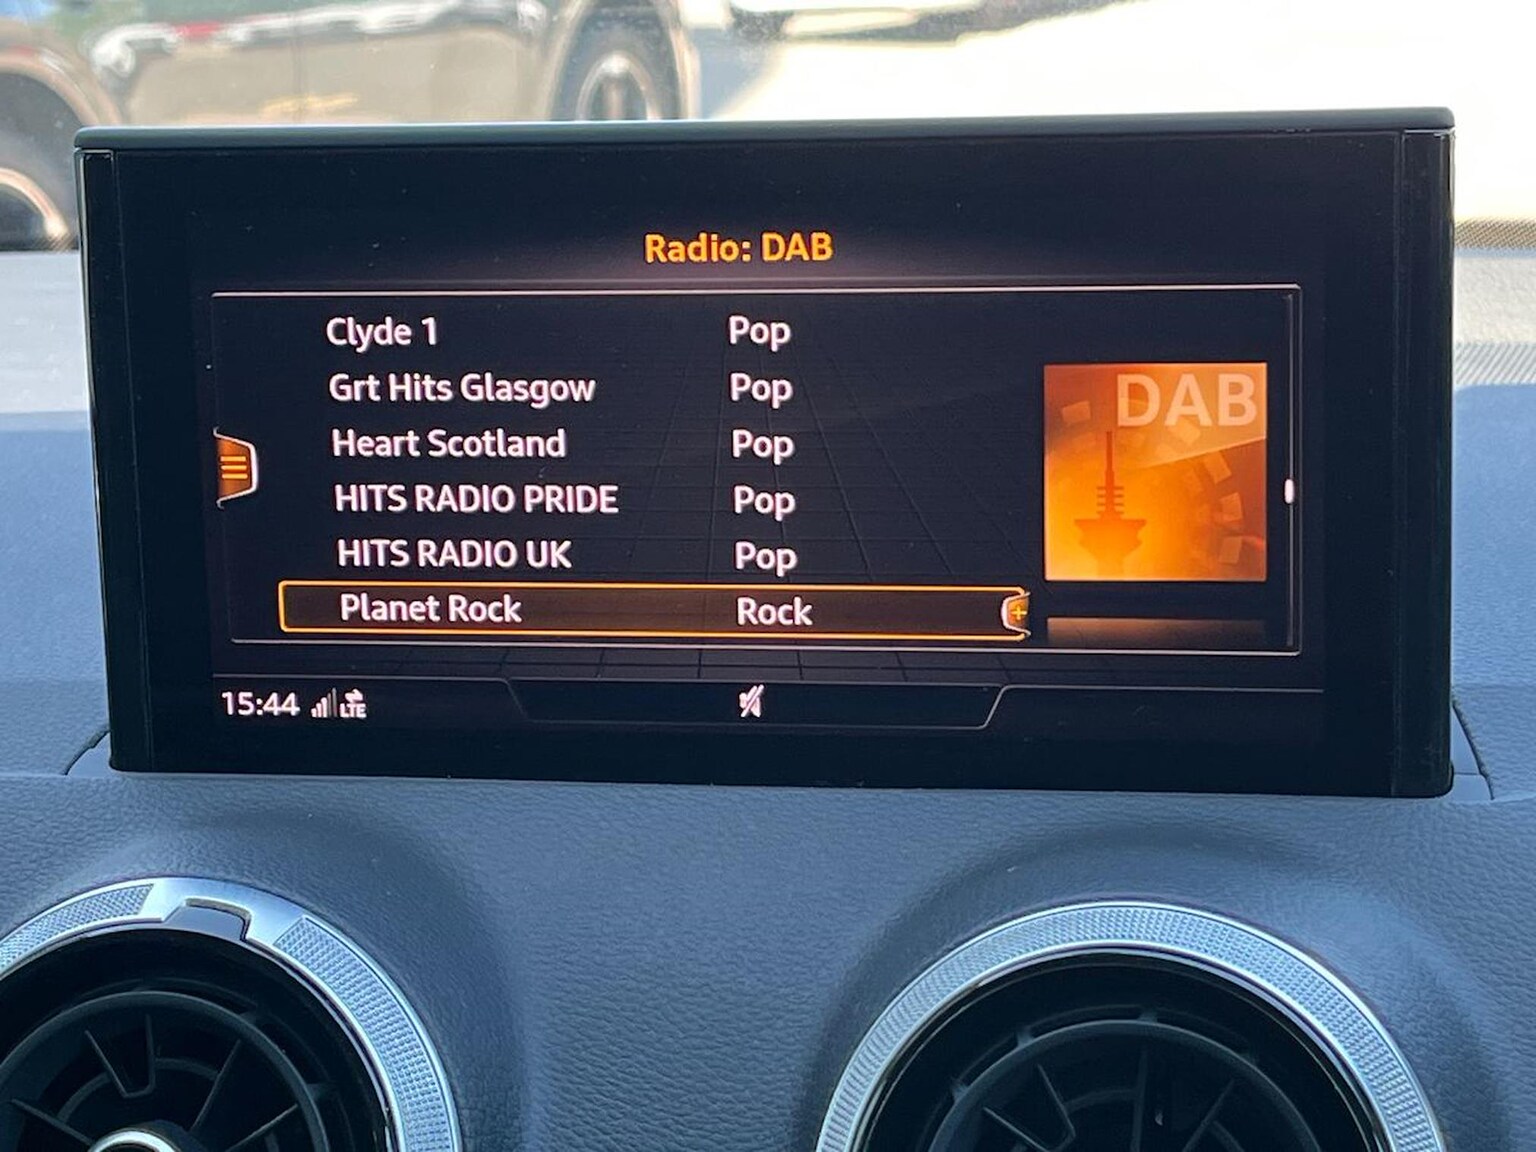 Radio: DAB
Clyde 1 Pop
Grt Hits Glasgow Pop
Heart Scotland Pop
HITS RADIO PRIDE Pop
HITS RADIO UK Pop
Planet Rock Rock
DAB
15:44 LTE